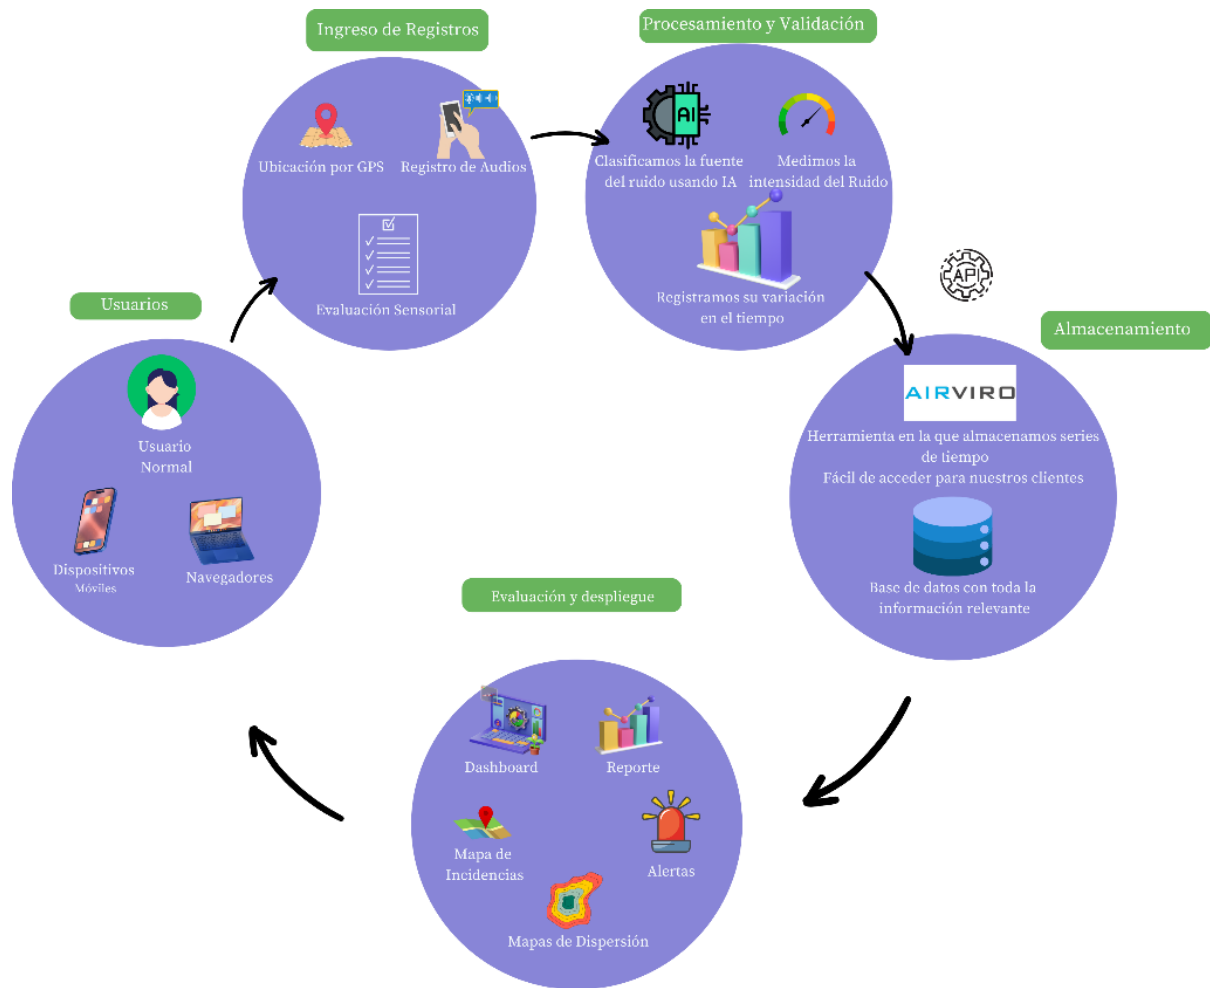 Ingreso de Registros
Ubicación por GPS
Registro de Audios
Evaluación Sensorial
Procesamiento y Validación
AI
Clasificamos la fuente
del ruido usando IA
Medimos la
intensidad del Ruido
Registramos su variación
en el tiempo
API
Almacenamiento
AIRVIRO
Herramienta en la que almacenamos series
de tiempo
Fácil de acceder para nuestros clientes
Base de datos con toda la
información relevante
Usuarios
Usuario
Normal
Dispositivos
Móviles
Navegadores
Evaluación y despliegue
Dashboard
Reporte
Mapa de
Incidencias
Alertas
Mapas de Dispersión